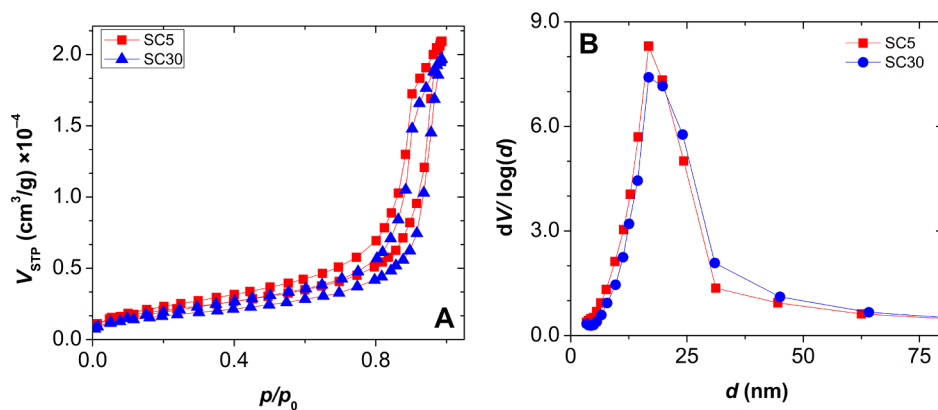 A
SC5
SC30
V_STP (cm³/g) ×10⁻⁴
2.0
1.5
1.0
0.5
0.0
0.0
0.4
0.8
p/p₀
B
SC5
SC30
dV/ log(d)
9.0
6.0
3.0
0.0
0
25
50
75
d (nm)